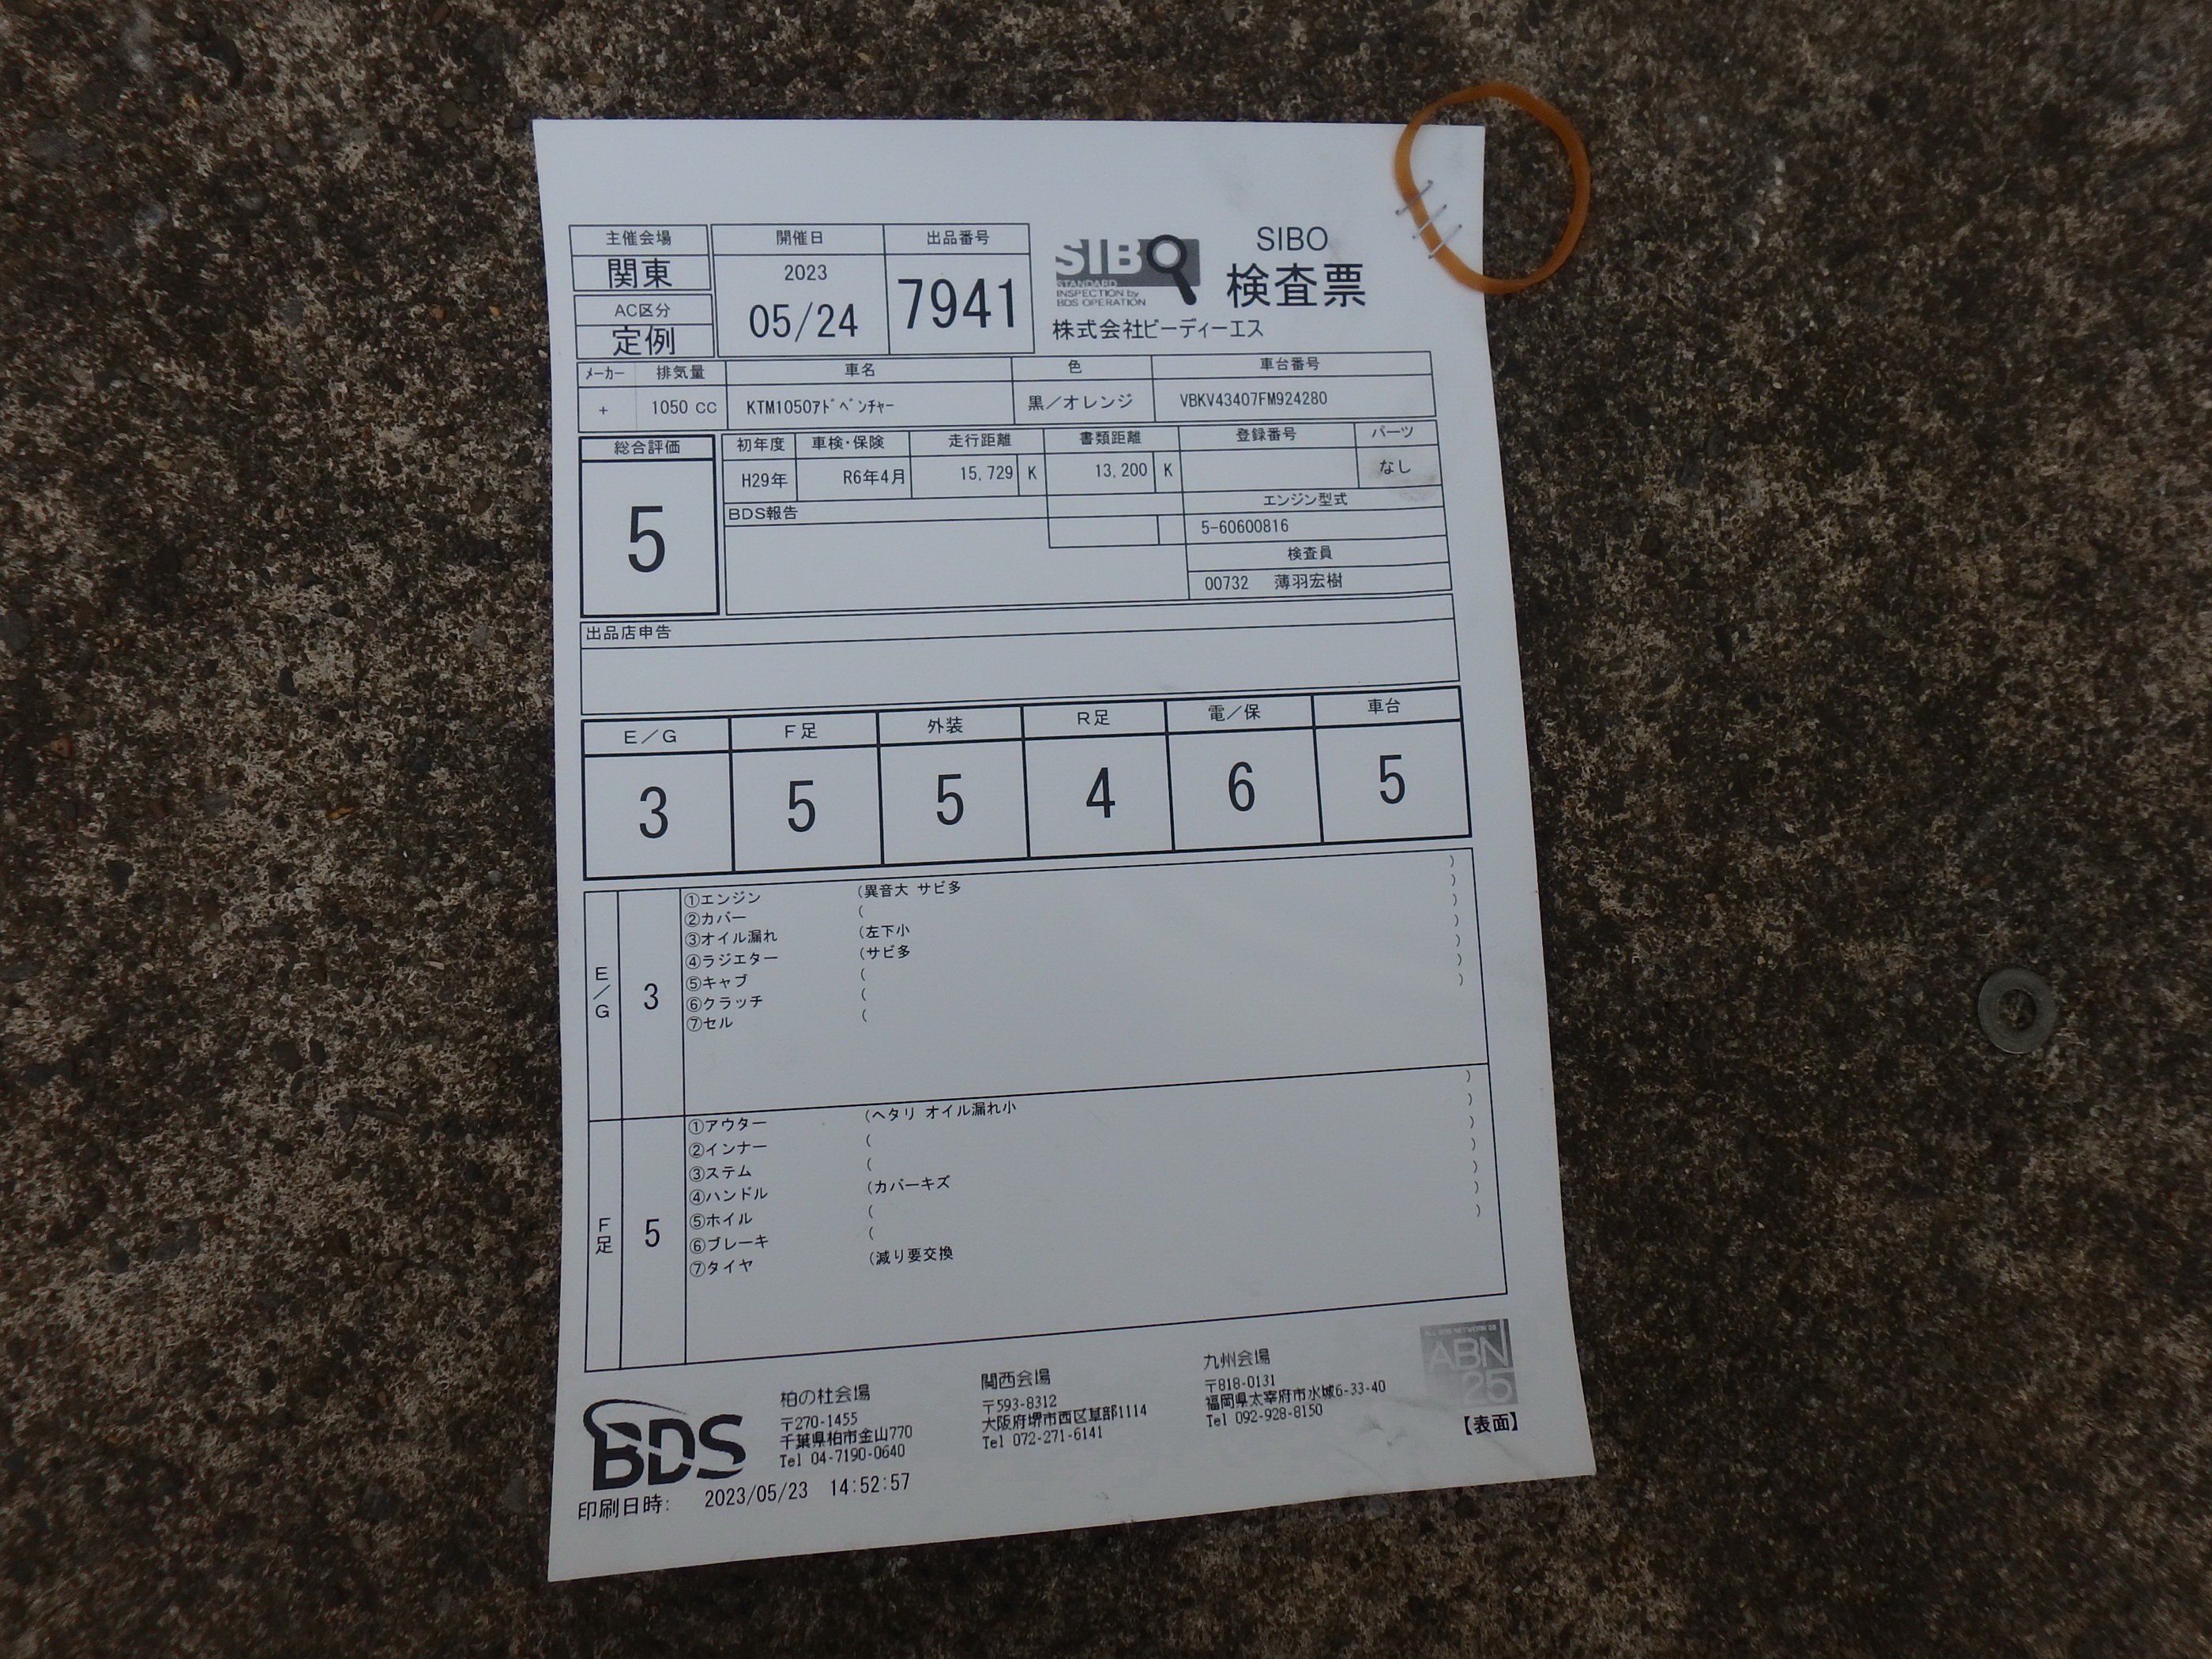 主催会場 開催日 出品番号
関東 2023 7941
AC区分 05/24
定例
SIBO
STANDARD
INSPECTION by
BDS OPERATION
SIBO
検査票
株式会社ビーディーエス
メーカー 排気量 車名 色 車台番号
+ 1050 CC KTM1050アドベンチャー 黒/オレンジ VBKV43407FM924280
総合評価 初年度 車検・保険 走行距離 書類距離 登録番号 パーツ
5 H29年 R6年4月 15,729 K 13,200 K なし
BDS報告 エンジン型式
5-60600816
検査員
00732 薄羽宏樹
出品店申告
E/G F足 外装 R足 電/保 車台
3 5 5 4 6 5
E/G 3
①エンジン (異音大 サビ多 )
②カバー ( )
③オイル漏れ (左下小 )
④ラジエター (サビ多 )
⑤キャブ ( )
⑥クラッチ ( )
⑦セル ( )
F足 5
①アウター (ヘタリ オイル漏れ小 )
②インナー ( )
③ステム ( )
④ハンドル (カバーキズ )
⑤ホイル ( )
⑥ブレーキ ( )
⑦タイヤ (減り要交換 )
BDS
柏の杜会場
〒270-1455
千葉県柏市金山770
Tel 04-7190-0640
関西会場
〒593-8312
大阪府堺市西区草部1114
Tel 072-271-6141
九州会場
〒818-0131
福岡県太宰府市水城6-33-40
Tel 092-928-8150
ABN
25
【表面】
印刷日時: 2023/05/23 14:52:57